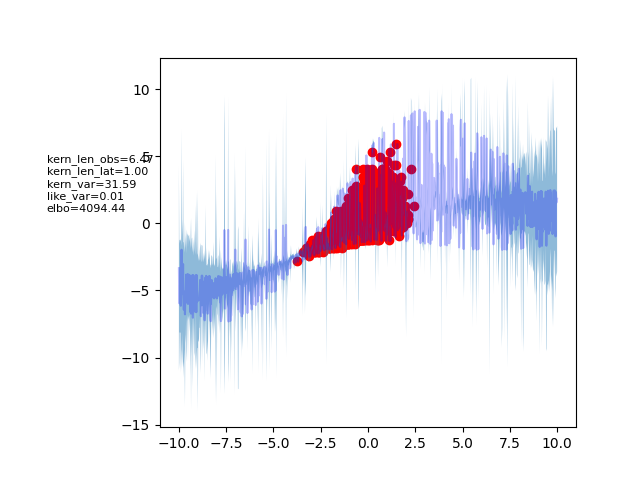 10
5
0
−5
−10
−15
kern_len_obs=6.47
kern_len_lat=1.00
kern_var=31.59
like_var=0.01
elbo=4094.44
−10.0 −7.5 −5.0 −2.5 0.0 2.5 5.0 7.5 10.0